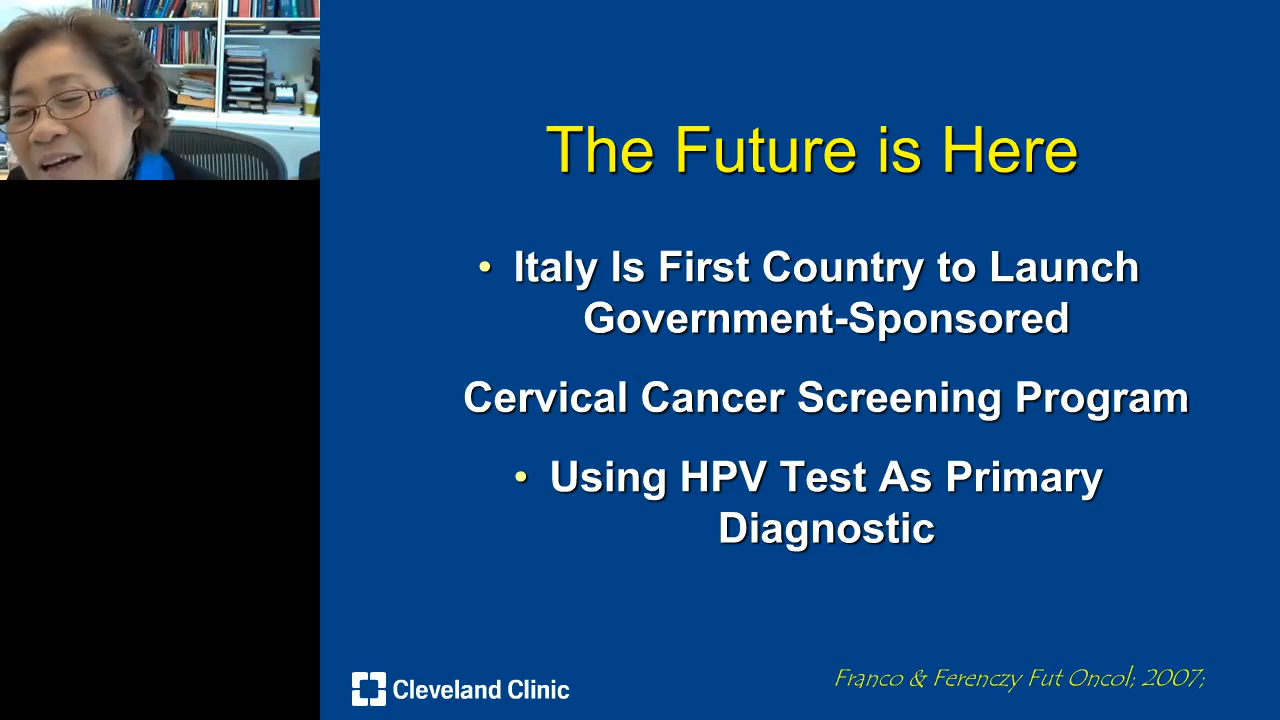 The Future is Here
• Italy Is First Country to Launch
Government-Sponsored
Cervical Cancer Screening Program
• Using HPV Test As Primary
Diagnostic
Cleveland Clinic
Franco & Ferenczy Fut Oncol; 2007;